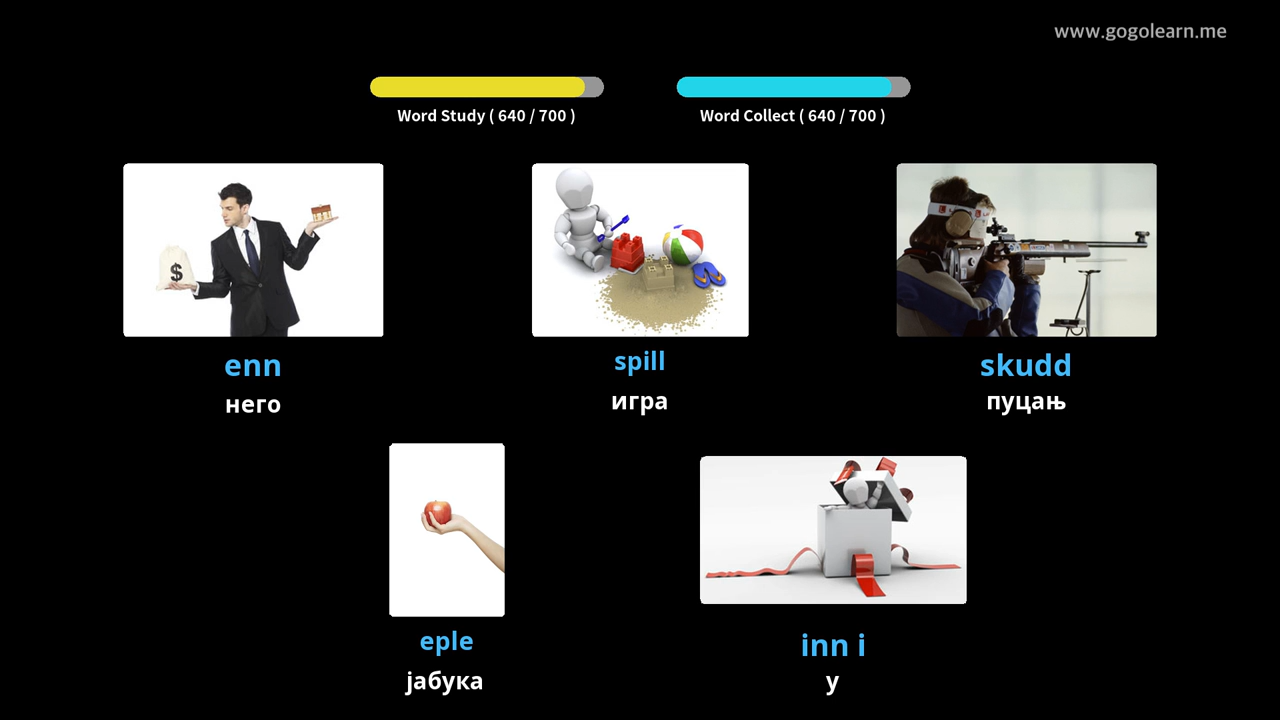 www.gogolearn.me
Word Study ( 640 / 700 )
Word Collect ( 640 / 700 )
$
enn
него
spill
игра
skudd
пуцањ
eple
јабука
inn i
у